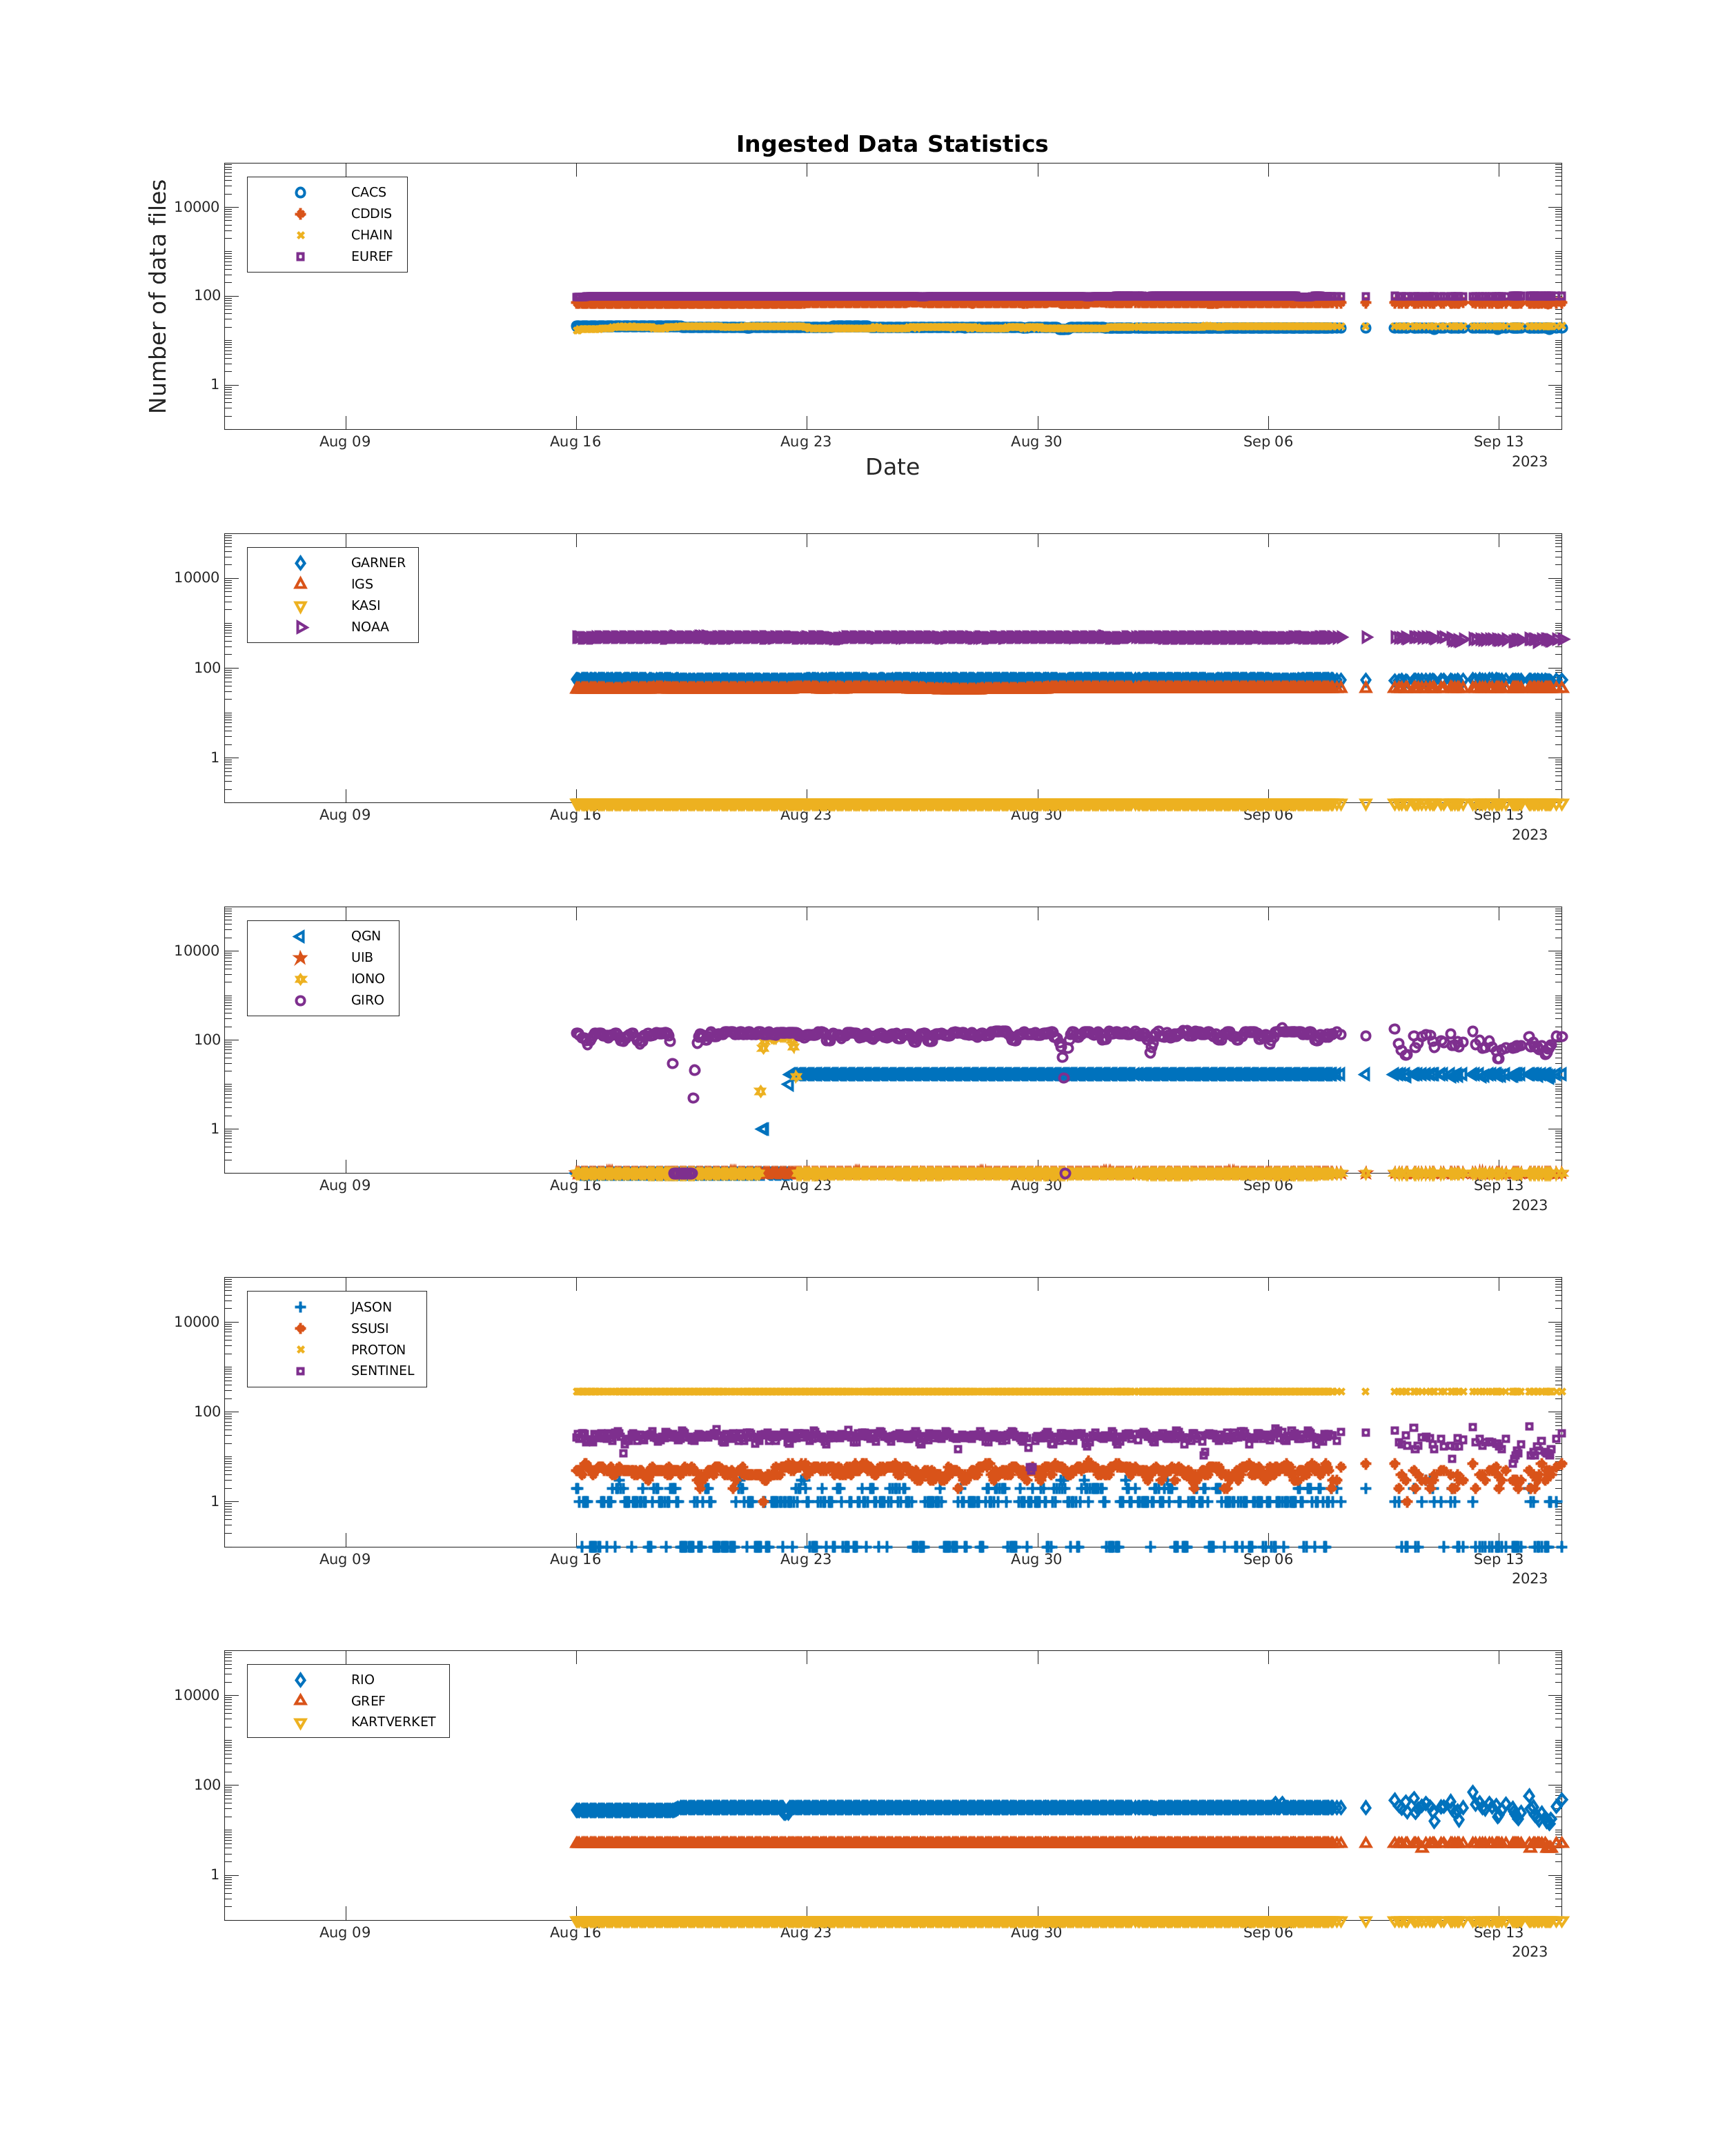 Ingested Data Statistics
Number of data files
10000
100
1
CACS
CDDIS
CHAIN
EUREF
Aug 09 Aug 16 Aug 23 Aug 30 Sep 06 Sep 13
2023
Date
10000
100
1
GARNER
IGS
KASI
NOAA
Aug 09 Aug 16 Aug 23 Aug 30 Sep 06 Sep 13
2023
10000
100
1
QGN
UIB
IONO
GIRO
Aug 09 Aug 16 Aug 23 Aug 30 Sep 06 Sep 13
2023
10000
100
1
JASON
SSUSI
PROTON
SENTINEL
Aug 09 Aug 16 Aug 23 Aug 30 Sep 06 Sep 13
2023
10000
100
1
RIO
GREF
KARTVERKET
Aug 09 Aug 16 Aug 23 Aug 30 Sep 06 Sep 13
2023